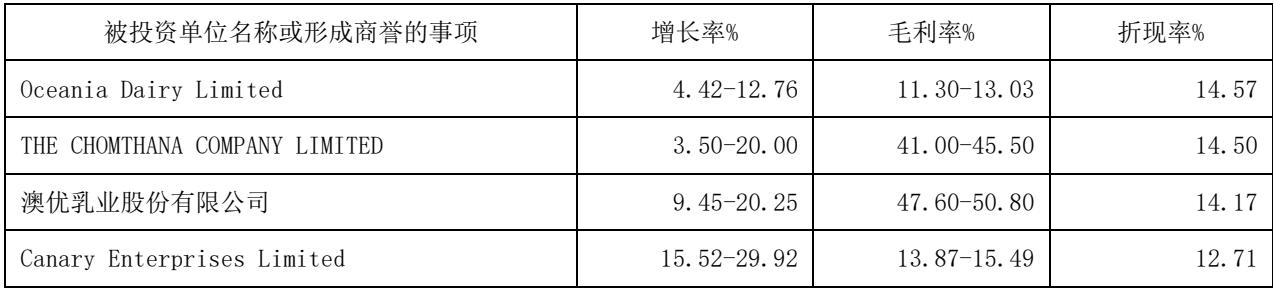 被投资单位名称或形成商誉的事项 增长率% 毛利率% 折现率%
Oceania Dairy Limited 4.42-12.76 11.30-13.03 14.57
THE CHOMTHANA COMPANY LIMITED 3.50-20.00 41.00-45.50 14.50
澳优乳业股份有限公司 9.45-20.25 47.60-50.80 14.17
Canary Enterprises Limited 15.52-29.92 13.87-15.49 12.71